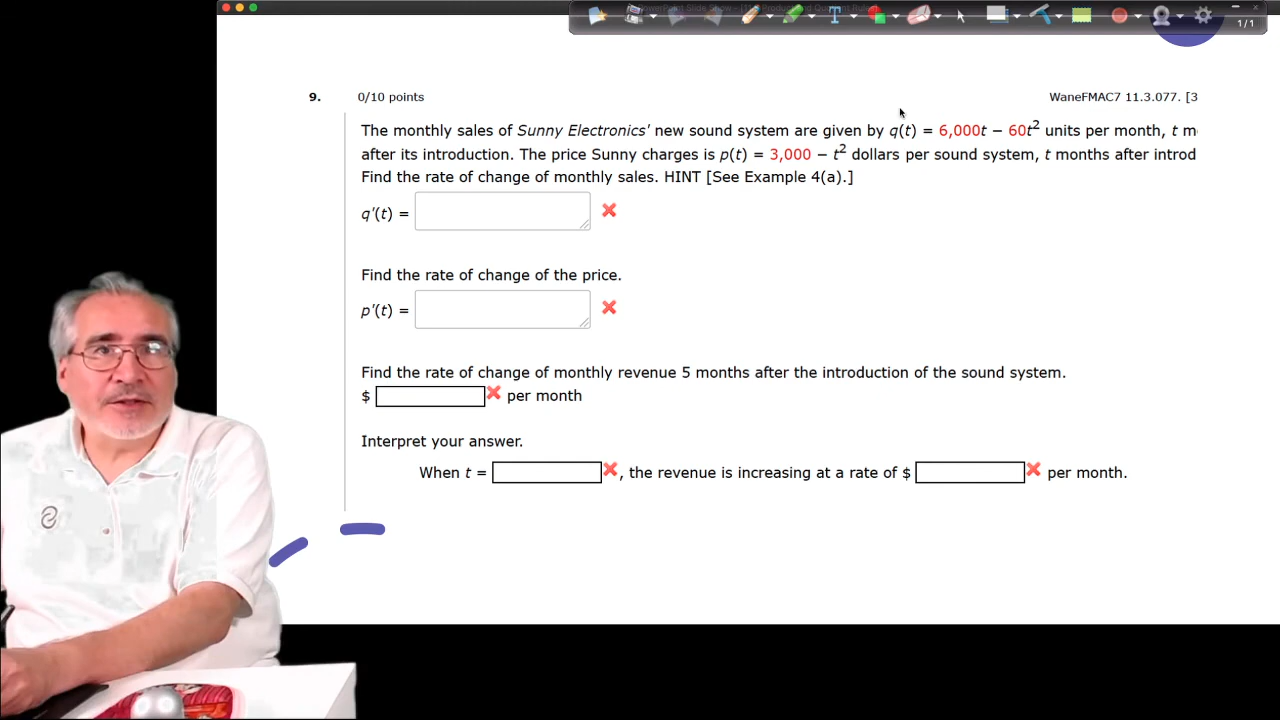 1/1
9. 0/10 points WaneFMAC7 11.3.077. [3
The monthly sales of Sunny Electronics' new sound system are given by q(t) = 6,000t − 60t² units per month, t m
after its introduction. The price Sunny charges is p(t) = 3,000 − t² dollars per sound system, t months after introd
Find the rate of change of monthly sales. HINT [See Example 4(a).]
q'(t) =
Find the rate of change of the price.
p'(t) =
Find the rate of change of monthly revenue 5 months after the introduction of the sound system.
$ per month
Interpret your answer.
When t = , the revenue is increasing at a rate of $ per month.